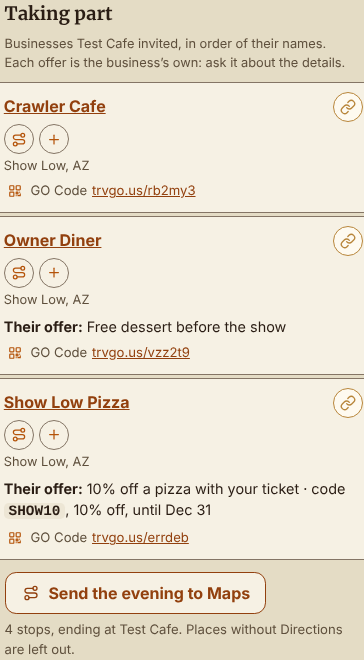 Taking part
Businesses Test Cafe invited, in order of their names.
Each offer is the business’s own: ask it about the details.
Crawler Cafe
Show Low, AZ
GO Code trvgo.us/rb2my3
Owner Diner
Show Low, AZ
Their offer: Free dessert before the show
GO Code trvgo.us/vzz2t9
Show Low Pizza
Show Low, AZ
Their offer: 10% off a pizza with your ticket · code
SHOW10, 10% off, until Dec 31
GO Code trvgo.us/errdeb
Send the evening to Maps
4 stops, ending at Test Cafe. Places without Directions
are left out.